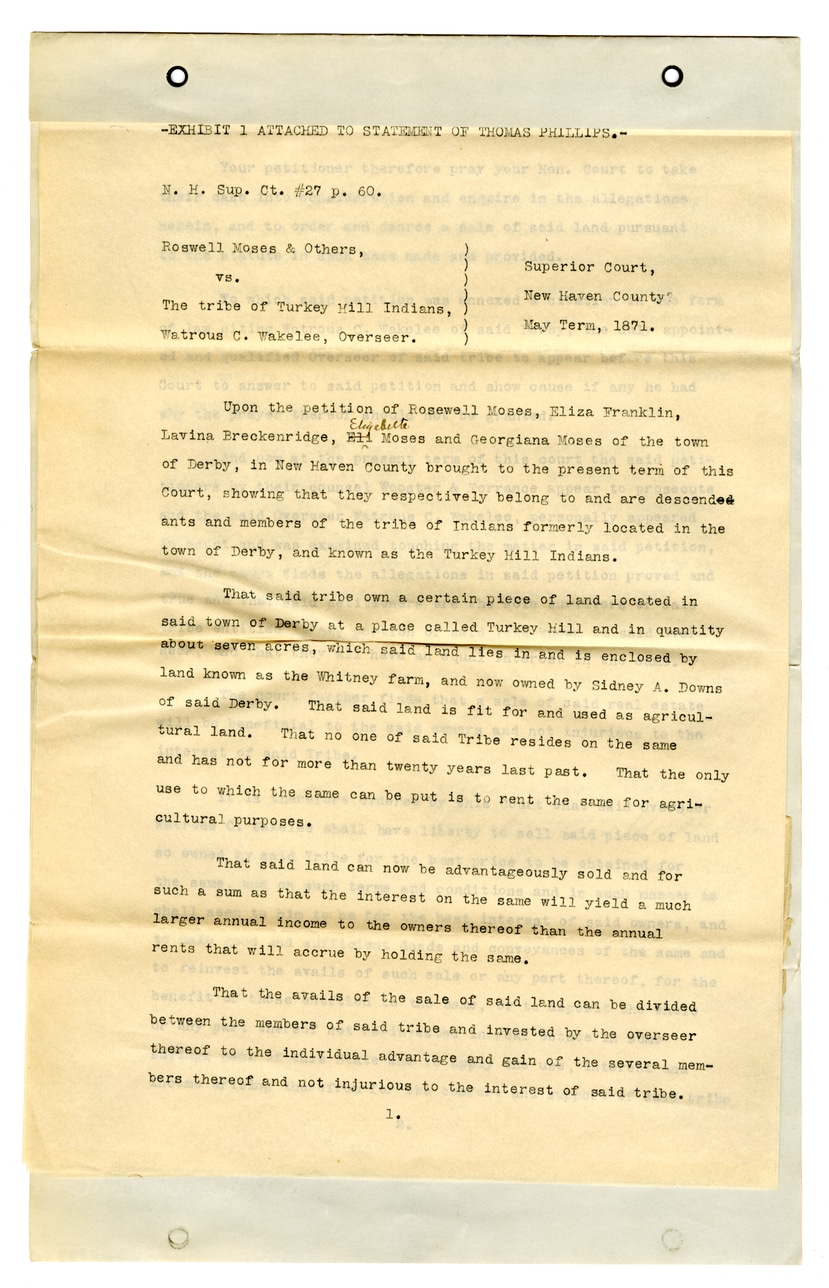 -EXHIBIT 1 ATTACHED TO STATEMENT OF THOMAS PHILLIPS.-
N. H. Sup. Ct. #27 p. 60.
Roswell Moses & Others, )
vs. )
The tribe of Turkey Hill Indians, )
Watrous C. Wakelee, Overseer. )
Superior Court,
New Haven County?
May Term, 1871.
Upon the petition of Rosewell Moses, Eliza Franklin,
Elizabeth
Lavina Breckenridge, Eli Moses and Georgiana Moses of the town
of Derby, in New Haven County brought to the present term of this
Court, showing that they respectively belong to and are descended
ants and members of the tribe of Indians formerly located in the
town of Derby, and known as the Turkey Hill Indians.
That said tribe own a certain piece of land located in
said town of Derby at a place called Turkey Hill and in quantity
about seven acres, which said land lies in and is enclosed by
land known as the Whitney farm, and now owned by Sidney A. Downs
of said Derby. That said land is fit for and used as agricul-
tural land. That no one of said Tribe resides on the same
and has not for more than twenty years last past. That the only
use to which the same can be put is to rent the same for agri-
cultural purposes.
That said land can now be advantageously sold and for
such a sum as that the interest on the same will yield a much
larger annual income to the owners thereof than the annual
rents that will accrue by holding the same.
That the avails of the sale of said land can be divided
between the members of said tribe and invested by the overseer
thereof to the individual advantage and gain of the several mem-
bers thereof and not injurious to the interest of said tribe.
1.